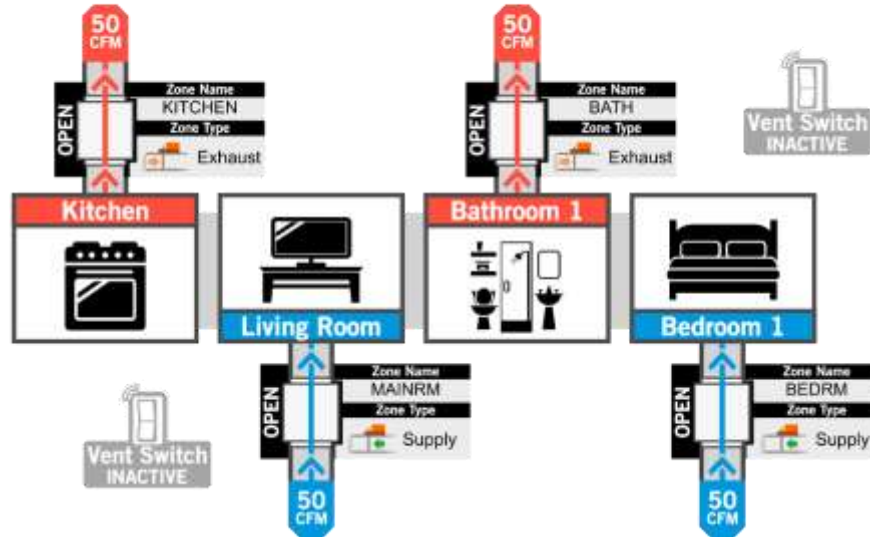 50
CFM
OPEN
Zone Name
KITCHEN
Zone Type
Exhaust
Kitchen
50
CFM
OPEN
Zone Name
BATH
Zone Type
Exhaust
Bathroom 1
Vent Switch
INACTIVE
Living Room
OPEN
Zone Name
MAINRM
Zone Type
Supply
50
CFM
Bedroom 1
OPEN
Zone Name
BEDRM
Zone Type
Supply
50
CFM
Vent Switch
INACTIVE